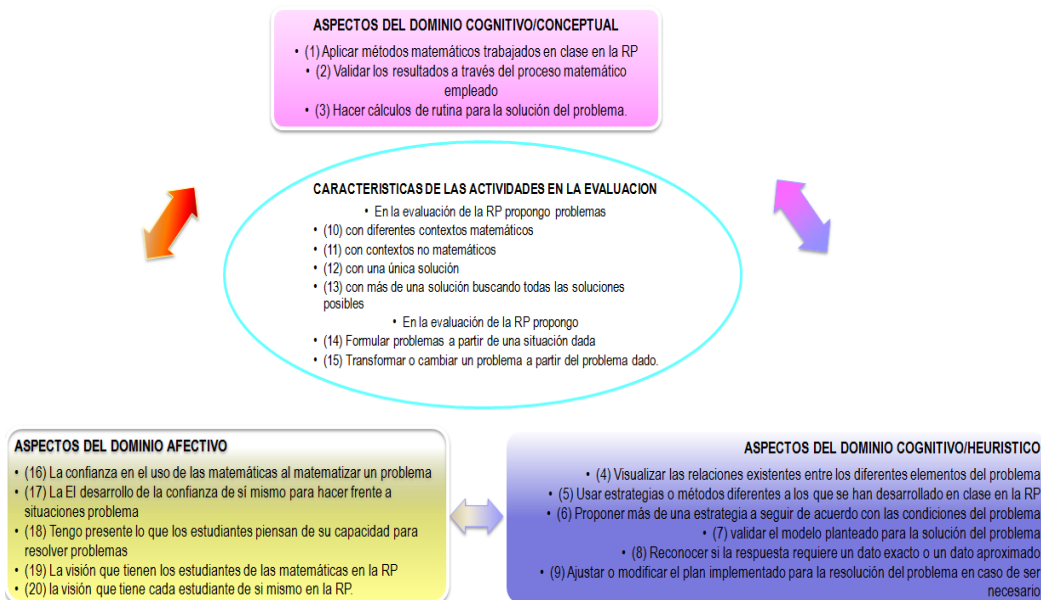 ASPECTOS DEL DOMINIO COGNITIVO/CONCEPTUAL
• (1) Aplicar métodos matemáticos trabajados en clase en la RP
• (2) Validar los resultados a través del proceso matemático
empleado
• (3) Hacer cálculos de rutina para la solución del problema.
CARACTERISTICAS DE LAS ACTIVIDADES EN LA EVALUACION
• En la evaluación de la RP propongo problemas
• (10) con diferentes contextos matemáticos
• (11) con contextos no matemáticos
• (12) con una única solución
• (13) con más de una solución buscando todas las soluciones
posibles
• En la evaluación de la RP propongo
• (14) Formular problemas a partir de una situación dada
• (15) Transformar o cambiar un problema a partir del problema dado.
ASPECTOS DEL DOMINIO AFECTIVO
• (16) La confianza en el uso de las matemáticas al matematizar un problema
• (17) La El desarrollo de la confianza de sí mismo para hacer frente a
situaciones problema
• (18) Tengo presente lo que los estudiantes piensan de su capacidad para
resolver problemas
• (19) La visión que tienen los estudiantes de las matemáticas en la RP
• (20) la visión que tiene cada estudiante de si mismo en la RP.
ASPECTOS DEL DOMINIO COGNITIVO/HEURISTICO
• (4) Visualizar las relaciones existentes entre los diferentes elementos del problema
• (5) Usar estrategias o métodos diferentes a los que se han desarrollado en clase en la RP
• (6) Proponer más de una estrategia a seguir de acuerdo con las condiciones del problema
• (7) validar el modelo planteado para la solución del problema
• (8) Reconocer si la respuesta requiere un dato exacto o un dato aproximado
• (9) Ajustar o modificar el plan implementado para la resolución del problema en caso de ser
necesario